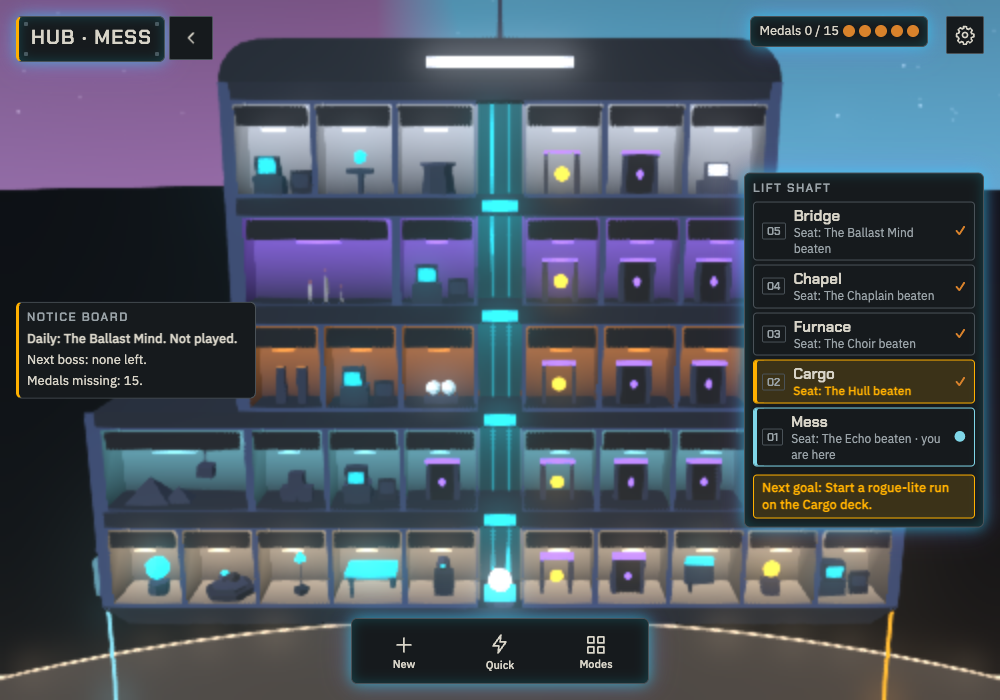 HUB · MESS
Medals 0 / 15
LIFT SHAFT
05
Bridge
Seat: The Ballast Mind
beaten
04
Chapel
Seat: The Chaplain beaten
03
Furnace
Seat: The Choir beaten
02
Cargo
Seat: The Hull beaten
01
Mess
Seat: The Echo beaten · you
are here
Next goal: Start a rogue-lite run
on the Cargo deck.
NOTICE BOARD
Daily: The Ballast Mind. Not played.
Next boss: none left.
Medals missing: 15.
New
Quick
Modes